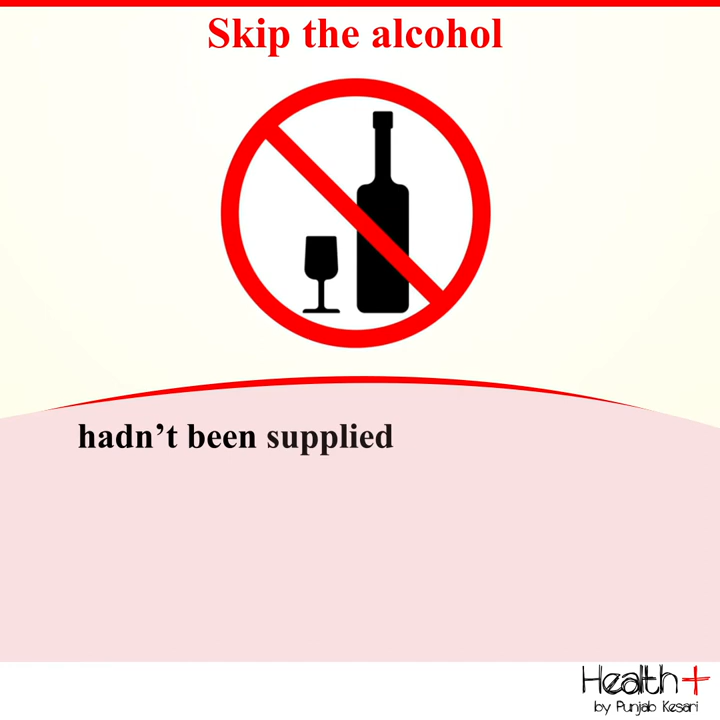 Skip the alcohol
hadn’t been supplied
Health+
by Punjab Kesari